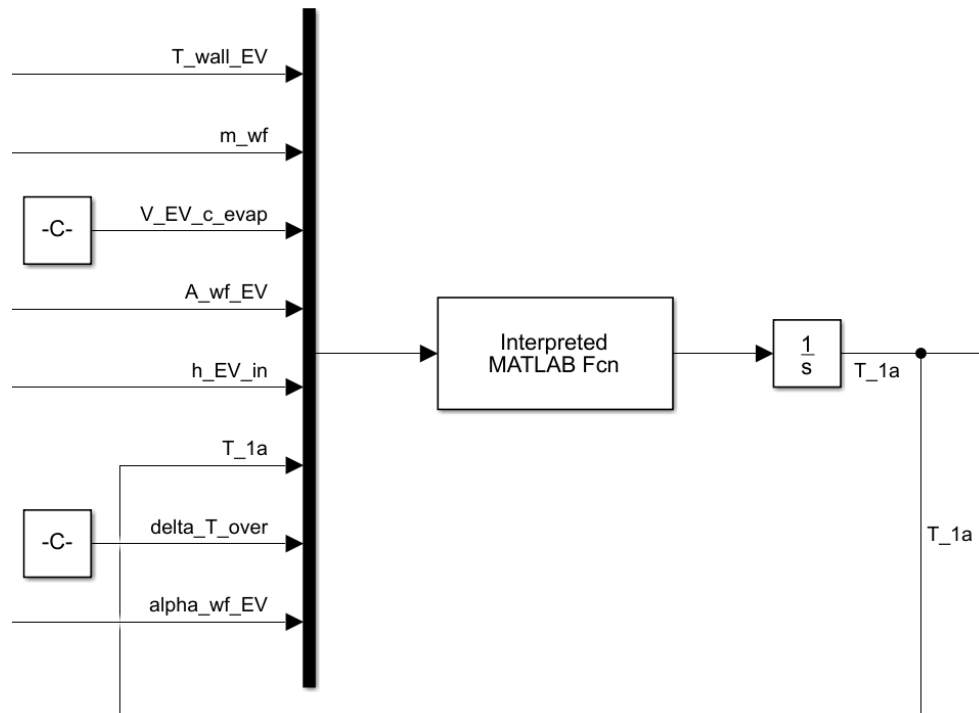 T_wall_EV
m_wf
-C-
V_EV_c_evap
A_wf_EV
h_EV_in
Interpreted
MATLAB Fcn
1
s
T_1a
T_1a
-C-
delta_T_over
T_1a
alpha_wf_EV